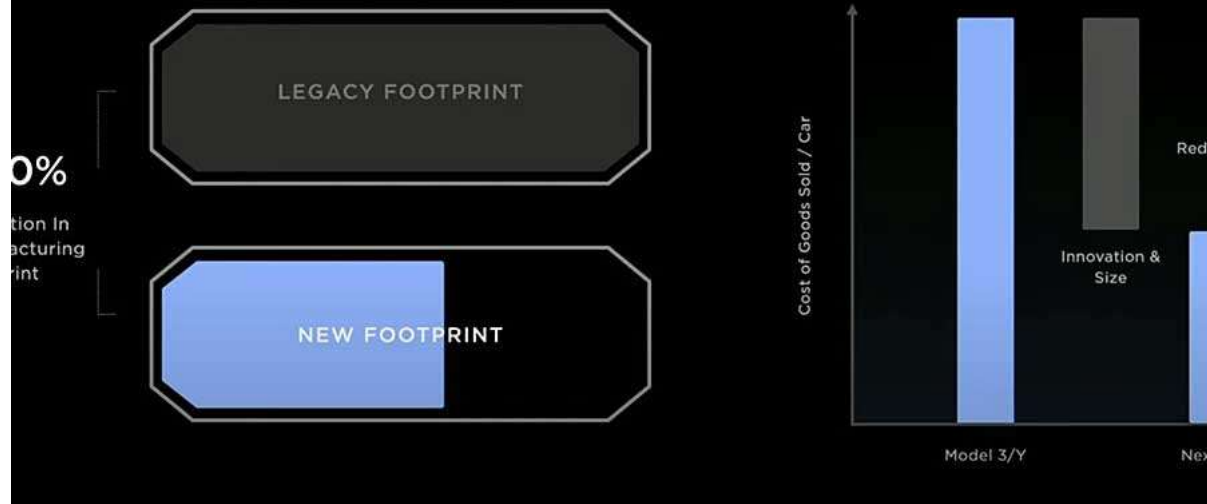 LEGACY FOOTPRINT
0%
tion In
acturing
rint
NEW FOOTPRINT
Cost of Goods Sold / Car
Red
Innovation &
Size
Model 3/Y
Nex